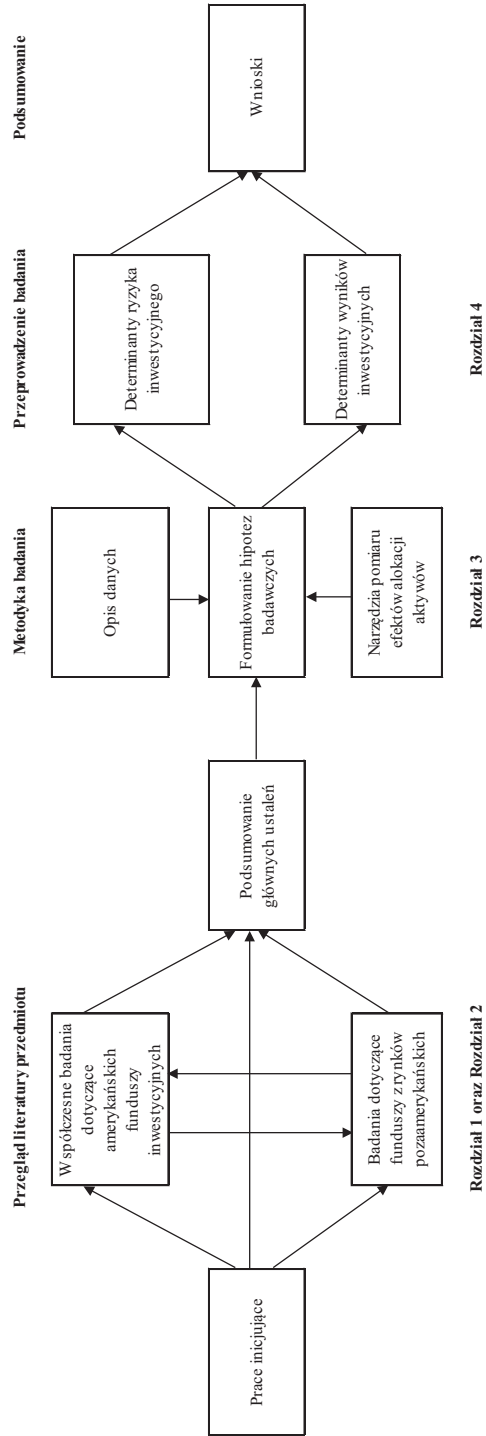 Przegląd literatury przedmiotu
Metodyka badania
Przeprowadzenie badania
Podsumowanie
Prace inicjujące
Współczesne badania
dotyczące
amerykańskich
funduszy
inwestycyjnych
Badania dotyczące
funduszy z rynków
pozaamerykańskich
Podsumowanie
głównych ustaleń
Opis danych
Formułowanie hipotez
badawczych
Narzędzia pomiaru
efektów alokacji
aktywów
Determinanty ryzyka
inwestycyjnego
Determinanty wyników
inwestycyjnych
Wnioski
Rozdział 1 oraz Rozdział 2
Rozdział 3
Rozdział 4